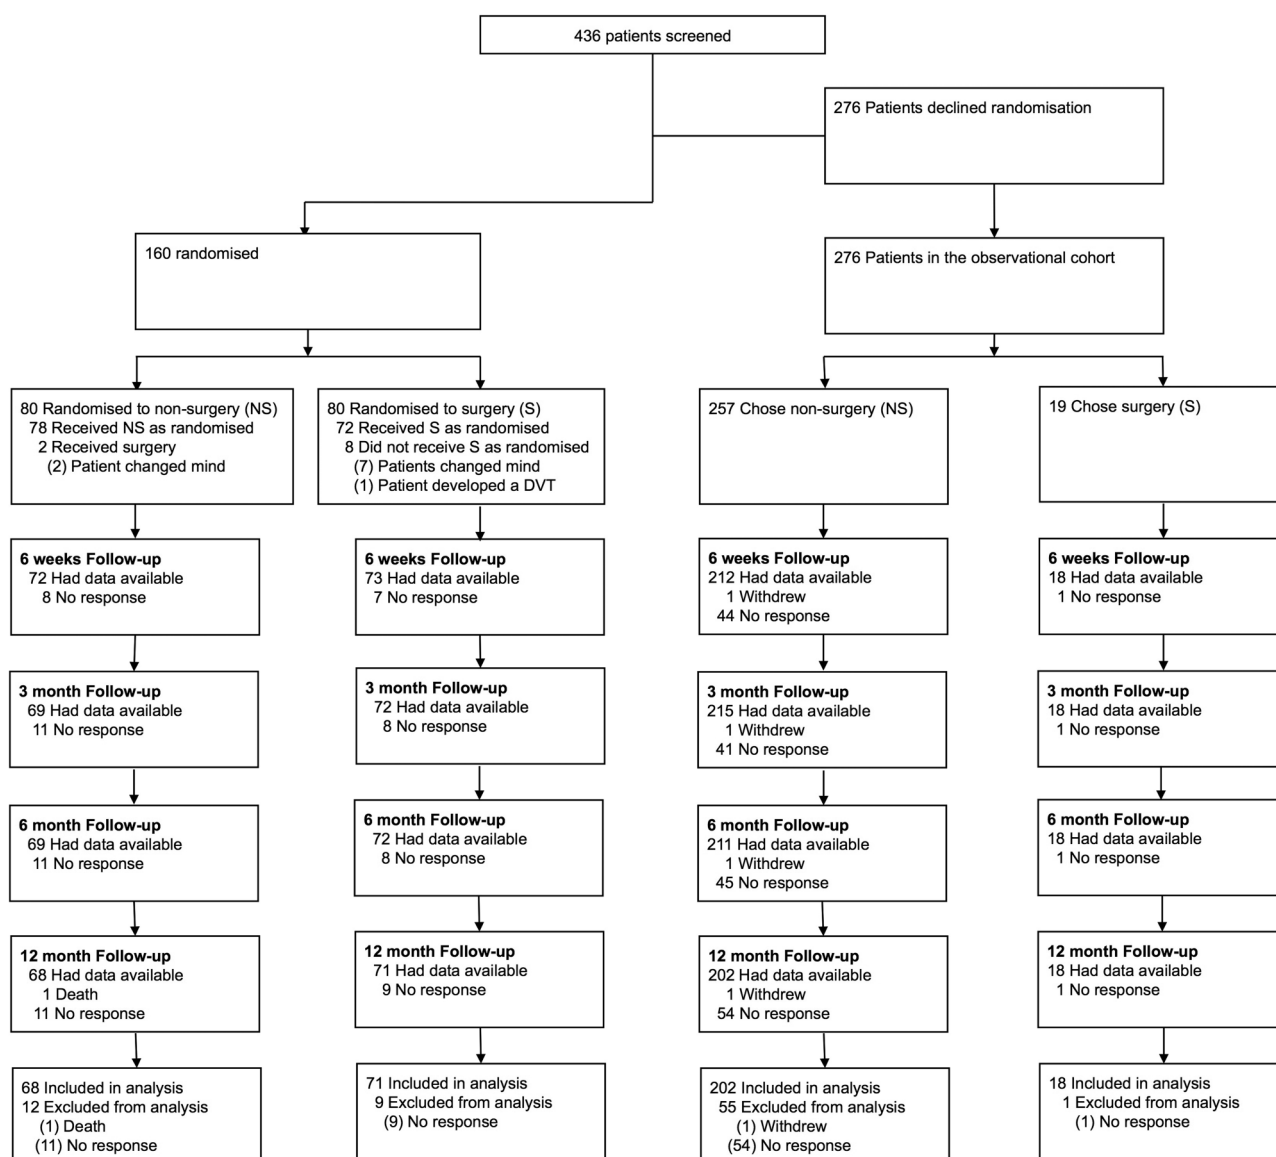 436 patients screened
276 Patients declined randomisation
160 randomised
276 Patients in the observational cohort
80 Randomised to non-surgery (NS)
78 Received NS as randomised
2 Received surgery
(2) Patient changed mind
80 Randomised to surgery (S)
72 Received S as randomised
8 Did not receive S as randomised
(7) Patients changed mind
(1) Patient developed a DVT
257 Chose non-surgery (NS)
19 Chose surgery (S)
6 weeks Follow-up
72 Had data available
8 No response
6 weeks Follow-up
73 Had data available
7 No response
6 weeks Follow-up
212 Had data available
1 Withdrew
44 No response
6 weeks Follow-up
18 Had data available
1 No response
3 month Follow-up
69 Had data available
11 No response
3 month Follow-up
72 Had data available
8 No response
3 month Follow-up
215 Had data available
1 Withdrew
41 No response
3 month Follow-up
18 Had data available
1 No response
6 month Follow-up
69 Had data available
11 No response
6 month Follow-up
72 Had data available
8 No response
6 month Follow-up
211 Had data available
1 Withdrew
45 No response
6 month Follow-up
18 Had data available
1 No response
12 month Follow-up
68 Had data available
1 Death
11 No response
12 month Follow-up
71 Had data available
9 No response
12 month Follow-up
202 Had data available
1 Withdrew
54 No response
12 month Follow-up
18 Had data available
1 No response
68 Included in analysis
12 Excluded from analysis
(1) Death
(11) No response
71 Included in analysis
9 Excluded from analysis
(9) No response
202 Included in analysis
55 Excluded from analysis
(1) Withdrew
(54) No response
18 Included in analysis
1 Excluded from analysis
(1) No response